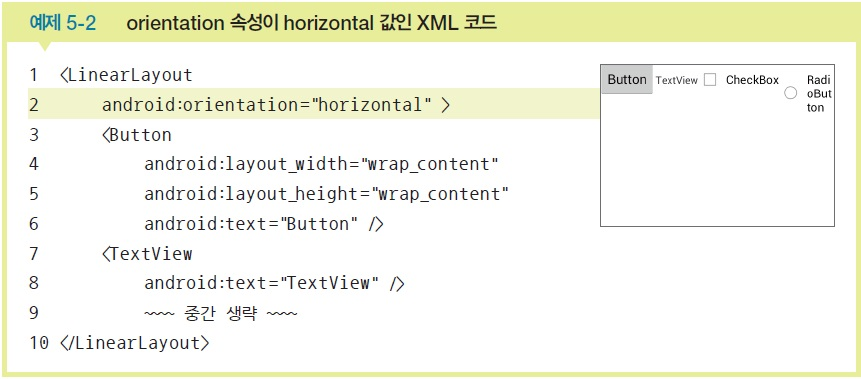 예제 5-2 orientation 속성이 horizontal 값인 XML 코드
1 <LinearLayout
2 android:orientation="horizontal" >
3 <Button
4 android:layout_width="wrap_content"
5 android:layout_height="wrap_content"
6 android:text="Button" />
7 <TextView
8 android:text="TextView" />
9 ~~~~ 중간 생략 ~~~~
10 </LinearLayout>
Button TextView CheckBox Radi
oBut
ton